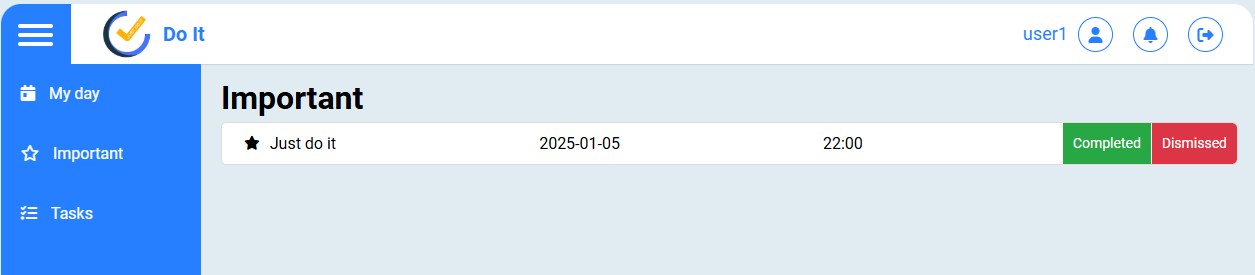 Do It
user1
My day
Important
Tasks
Important
Just do it 2025-01-05 22:00 Completed Dismissed